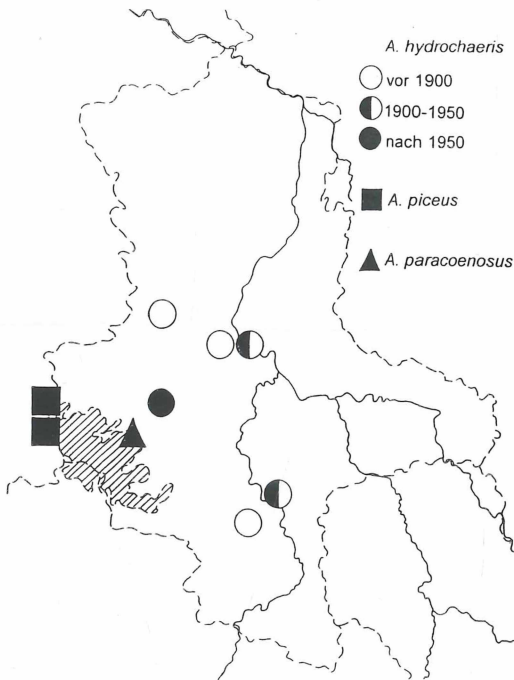 A. hydrochaeris
vor 1900
1900-1950
nach 1950
A. piceus
A. paracoenosus